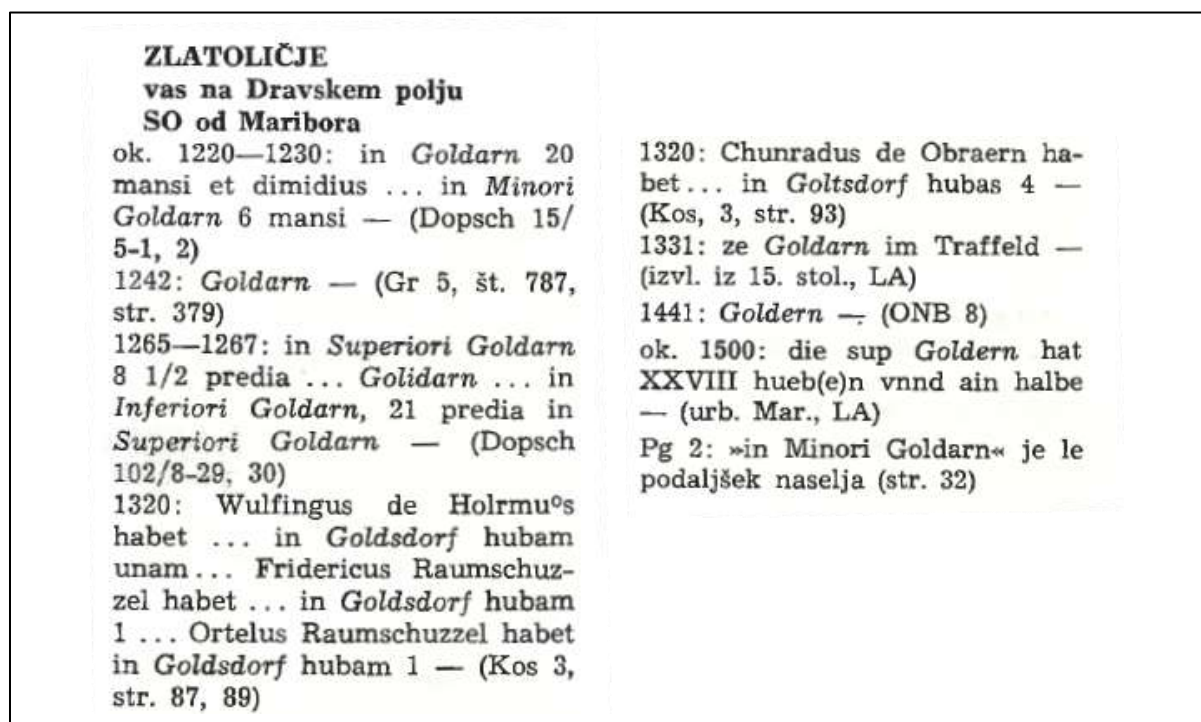 ZLATOLIČJE
vas na Dravskem polju
SO od Maribora
ok. 1220—1230: in Goldarn 20
mansi et dimidius ... in Minori
Goldarn 6 mansi — (Dopsch 15/
5-1, 2)
1242: Goldarn — (Gr 5, št. 787,
str. 379)
1265—1267: in Superiori Goldarn
8 1/2 predia ... Golidarn ... in
Inferiori Goldarn, 21 predia in
Superiori Goldarn — (Dopsch
102/8-29, 30)
1320: Wulfingus de Holrmuºs
habet ... in Goldsdorf hubam
unam... Fridericus Raumschuz-
zel habet ... in Goldsdorf hubam
1 ... Ortelus Raumschuzzel habet
in Goldsdorf hubam 1 — (Kos 3,
str. 87, 89)
1320: Chunradus de Obraern ha-
bet... in Goltsdorf hubas 4 —
(Kos, 3, str. 93)
1331: ze Goldarn im Traffeld —
(izvl. iz 15. stol., LA)
1441: Goldern — (ONB 8)
ok. 1500: die sup Goldern hat
XXVIII hueb(e)n vnnd ain halbe
— (urb. Mar., LA)
Pg 2: »in Minori Goldarn« je le
podaljšek naselja (str. 32)